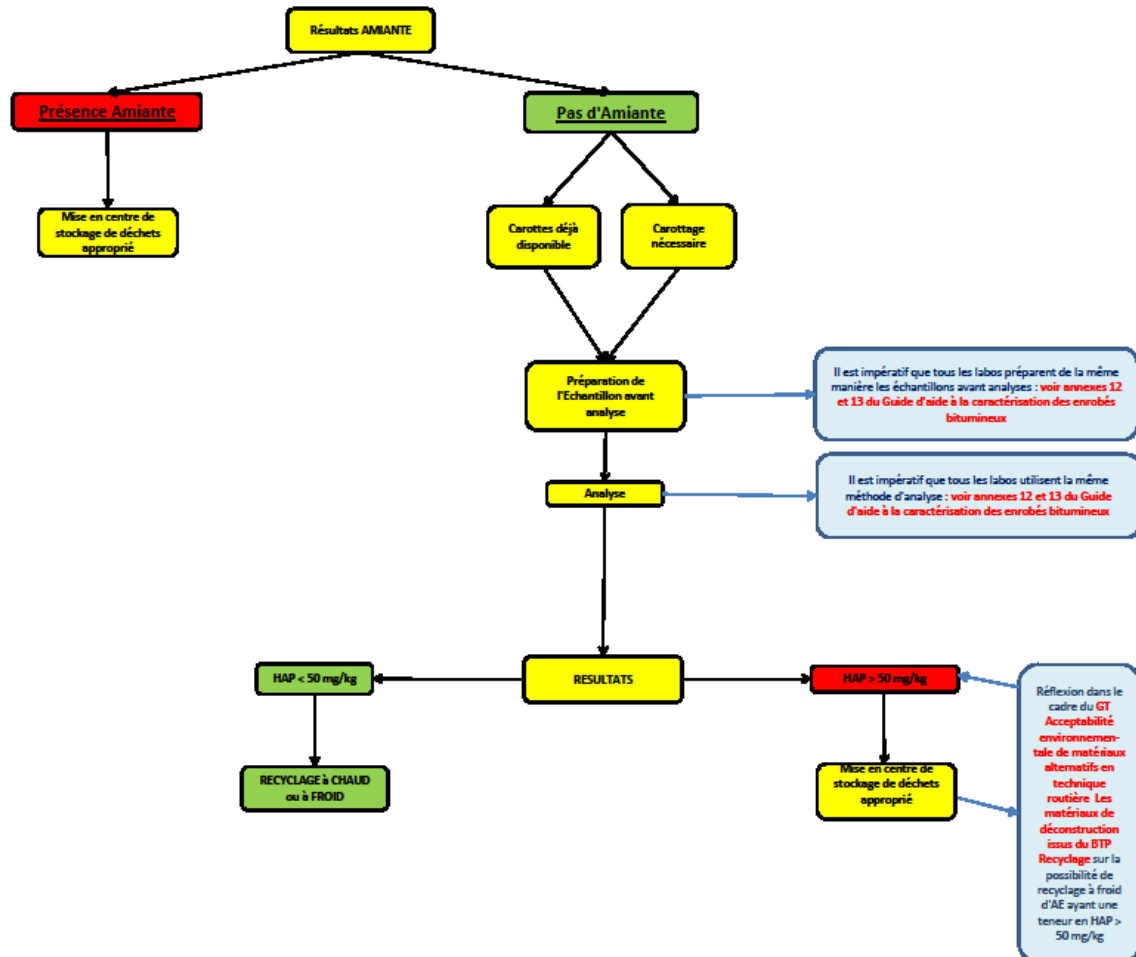 Résultats AMIANTE
Présence Amiante
Pas d'Amiante
Mise en centre de
stockage de déchets
approprié
Carottes déjà
disponible
Carottage
nécessaire
Préparation de
l'Echantillon avant
analyse
Il est impératif que tous les labos préparent de la même
manière les échantillons avant analyses : voir annexes 12
et 13 du Guide d'aide à la caractérisation des enrobés
bitumineux
Analyse
Il est impératif que tous les labos utilisent la même
méthode d'analyse : voir annexes 12 et 13 du Guide
d'aide à la caractérisation des enrobés bitumineux
HAP < 50 mg/kg
RESULTATS
HAP > 50 mg/kg
RECYCLAGE à CHAUD
ou à FROID
Mise en centre de
stockage de déchets
approprié
Réflexion dans le
cadre du GT
Acceptabilité
environnemen-
tale de matériaux
alternatifs en
technique
routière Les
matériaux de
déconstruction
issus du BTP
Recyclage sur la
possibilité de
recyclage à froid
d'AE ayant une
teneur en HAP >
50 mg/kg